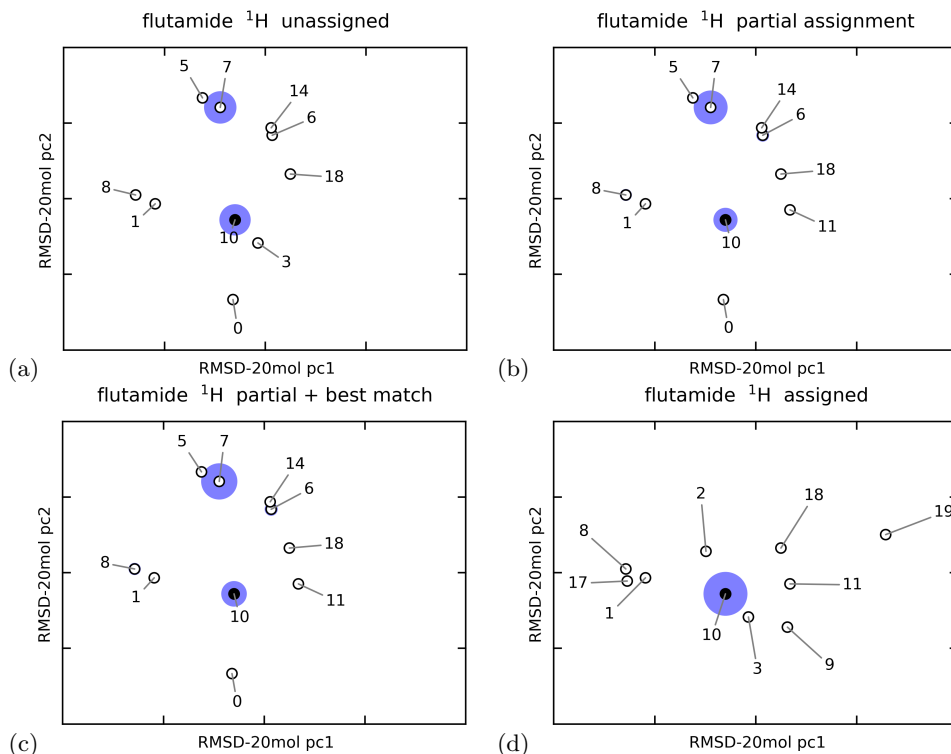 flutamide ¹H unassigned
5
7
14
6
18
8
1
10
3
0
RMSD-20mol pc2
RMSD-20mol pc1
(a)
flutamide ¹H partial assignment
5
7
14
6
18
8
1
11
10
0
RMSD-20mol pc2
RMSD-20mol pc1
(b)
flutamide ¹H partial + best match
5
7
14
6
18
8
1
11
10
0
RMSD-20mol pc2
RMSD-20mol pc1
(c)
flutamide ¹H assigned
2
18
19
8
17
1
11
10
3
9
RMSD-20mol pc2
RMSD-20mol pc1
(d)